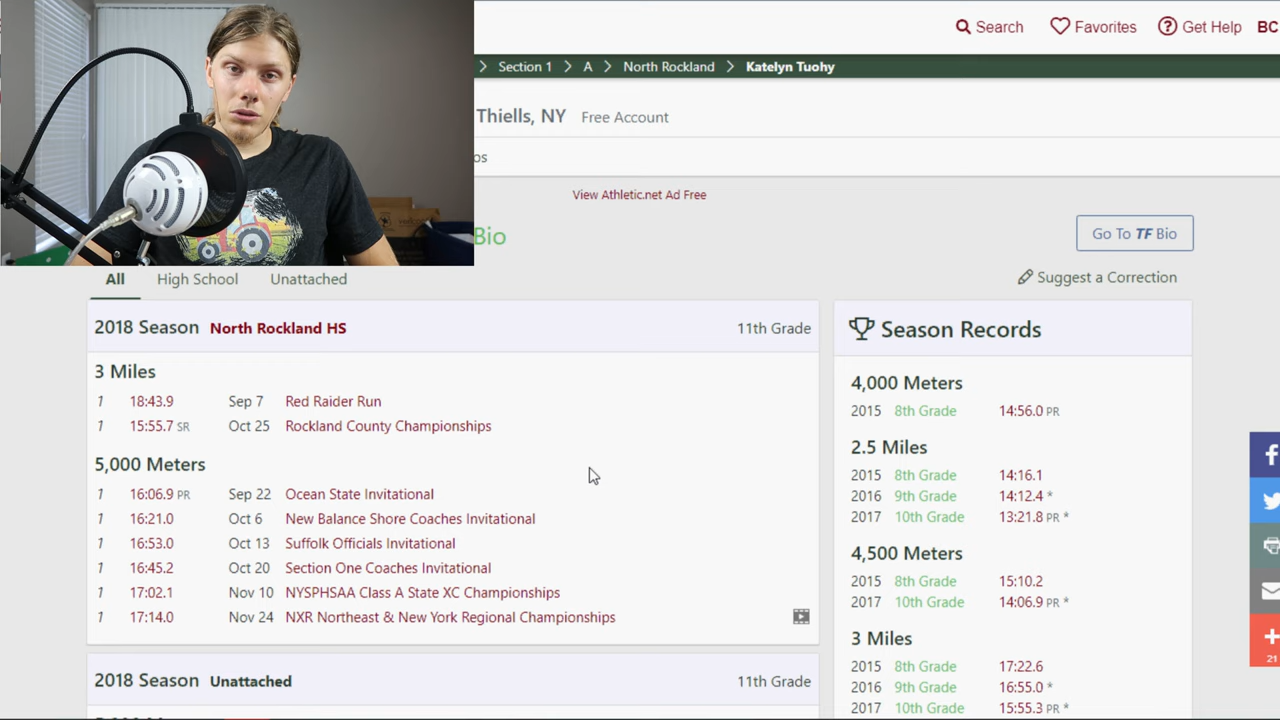 Search Favorites Get Help BC
Section 1 A North Rockland Katelyn Tuohy
Thiells, NY Free Account
os
View Athletic.net Ad Free
Bio
Go To TF Bio
All High School Unattached
Suggest a Correction
2018 Season North Rockland HS 11th Grade
3 Miles
1 18:43.9 Sep 7 Red Raider Run
1 15:55.7 SR Oct 25 Rockland County Championships
5,000 Meters
1 16:06.9 PR Sep 22 Ocean State Invitational
1 16:21.0 Oct 6 New Balance Shore Coaches Invitational
1 16:53.0 Oct 13 Suffolk Officials Invitational
1 16:45.2 Oct 20 Section One Coaches Invitational
1 17:02.1 Nov 10 NYSPHSAA Class A State XC Championships
1 17:14.0 Nov 24 NXR Northeast & New York Regional Championships
2018 Season Unattached 11th Grade
Season Records
4,000 Meters
2015 8th Grade 14:56.0 PR
2.5 Miles
2015 8th Grade 14:16.1
2016 9th Grade 14:12.4 *
2017 10th Grade 13:21.8 PR *
4,500 Meters
2015 8th Grade 15:10.2
2017 10th Grade 14:06.9 PR *
3 Miles
2015 8th Grade 17:22.6
2016 9th Grade 16:55.0 *
2017 10th Grade 15:55.3 PR *
21